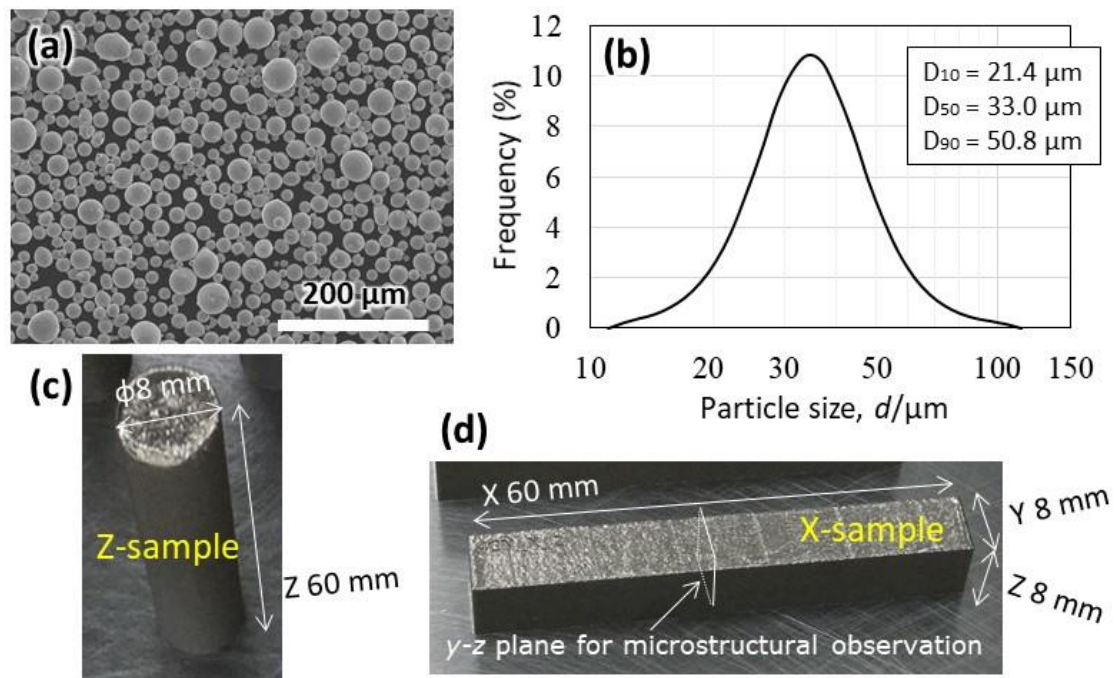 (a)
200 μm
(b)
12
10
8
6
4
2
0
Frequency (%)
D10 = 21.4 μm
D50 = 33.0 μm
D90 = 50.8 μm
10 20 30 50 100 150
Particle size, d/μm
(c)
ϕ8 mm
Z-sample
Z 60 mm
(d)
X 60 mm
X-sample
Y 8 mm
Z 8 mm
y-z plane for microstructural observation